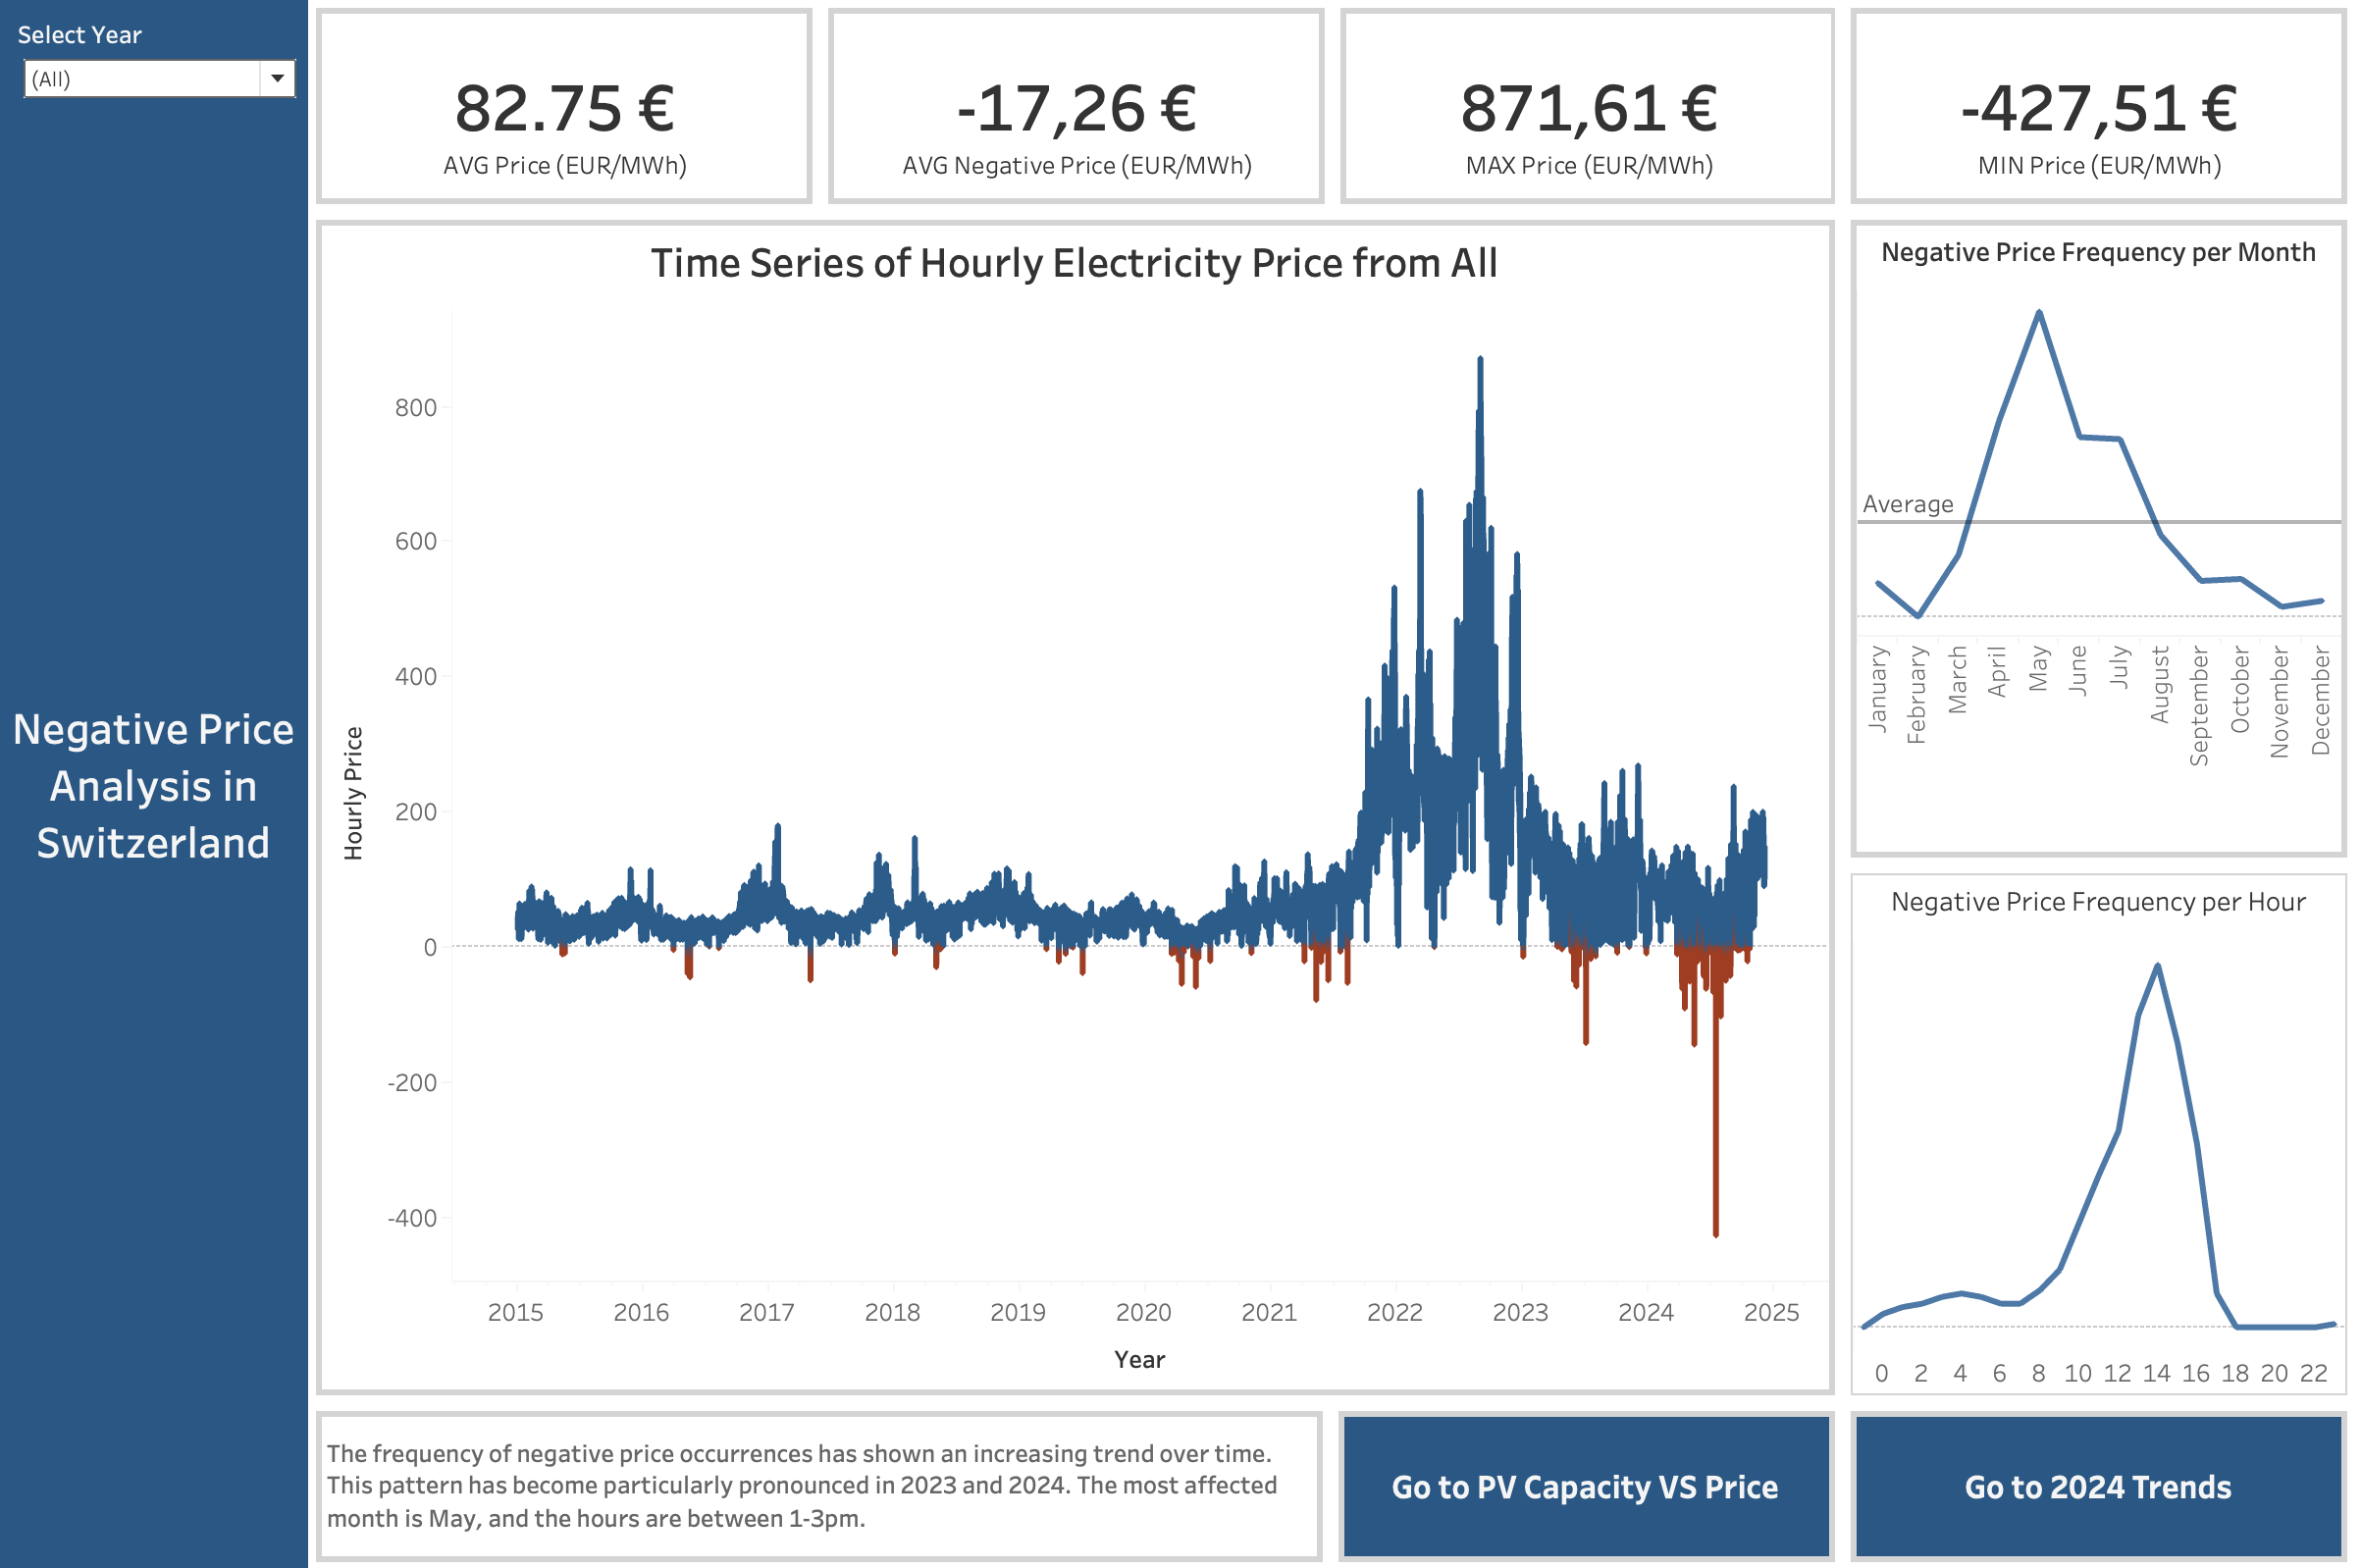 Select Year
(All)
Negative Price
Analysis in
Switzerland
82.75 €
AVG Price (EUR/MWh)
-17,26 €
AVG Negative Price (EUR/MWh)
871,61 €
MAX Price (EUR/MWh)
-427,51 €
MIN Price (EUR/MWh)
Time Series of Hourly Electricity Price from All
Hourly Price
800
600
400
200
0
-200
-400
2015 2016 2017 2018 2019 2020 2021 2022 2023 2024 2025
Year
Negative Price Frequency per Month
Average
January
February
March
April
May
June
July
August
September
October
November
December
Negative Price Frequency per Hour
0 2 4 6 8 10 12 14 16 18 20 22
The frequency of negative price occurrences has shown an increasing trend over time.
This pattern has become particularly pronounced in 2023 and 2024. The most affected
month is May, and the hours are between 1-3pm.
Go to PV Capacity VS Price
Go to 2024 Trends